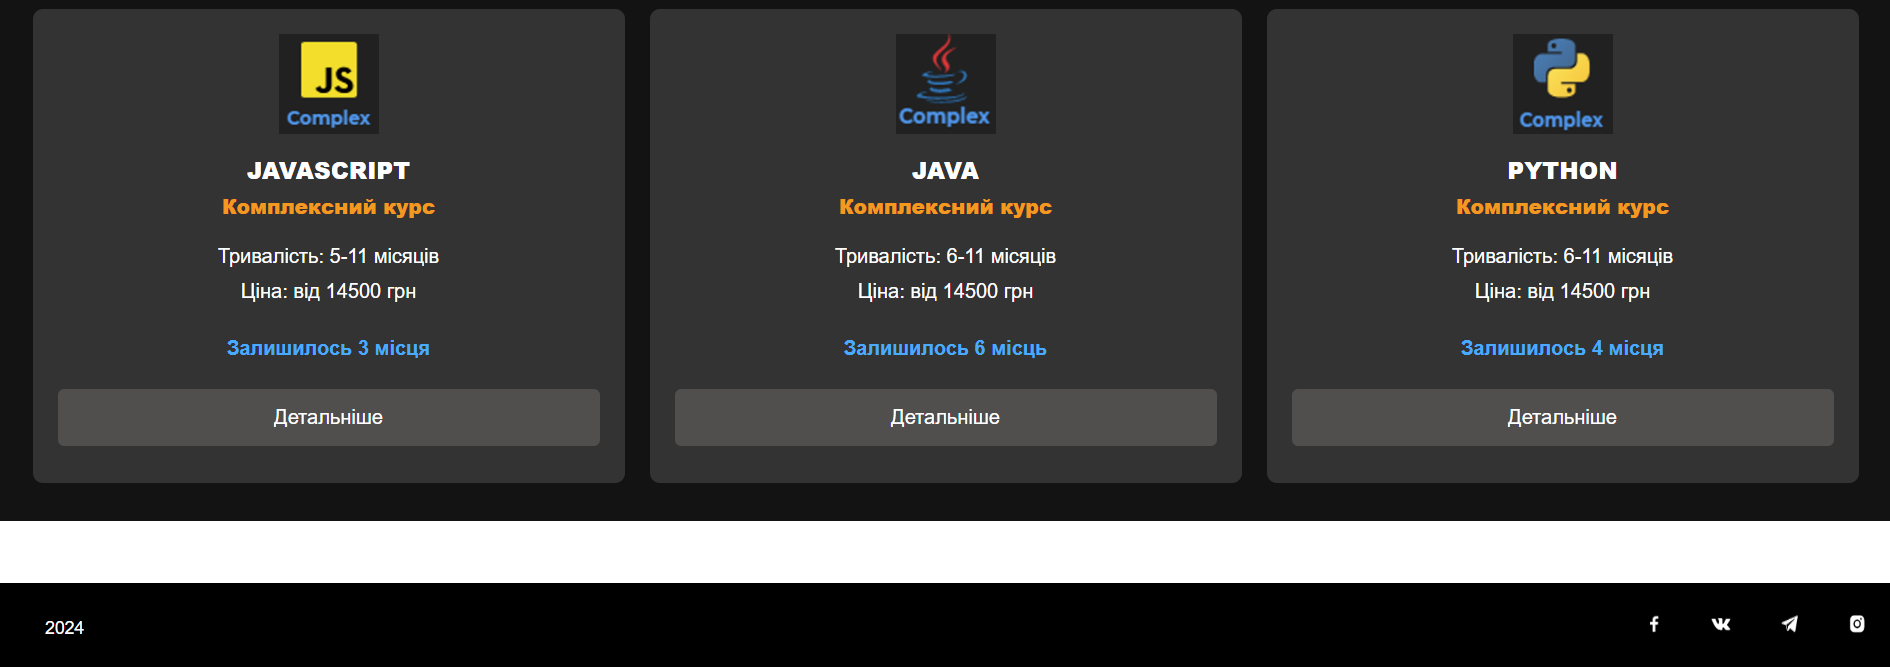 JS
Complex
JAVASCRIPT
Комплексний курс
Тривалість: 5-11 місяців
Ціна: від 14500 грн
Залишилось 3 місця
Детальніше
Complex
JAVA
Комплексний курс
Тривалість: 6-11 місяців
Ціна: від 14500 грн
Залишилось 6 місць
Детальніше
Complex
PYTHON
Комплексний курс
Тривалість: 6-11 місяців
Ціна: від 14500 грн
Залишилось 4 місця
Детальніше
2024